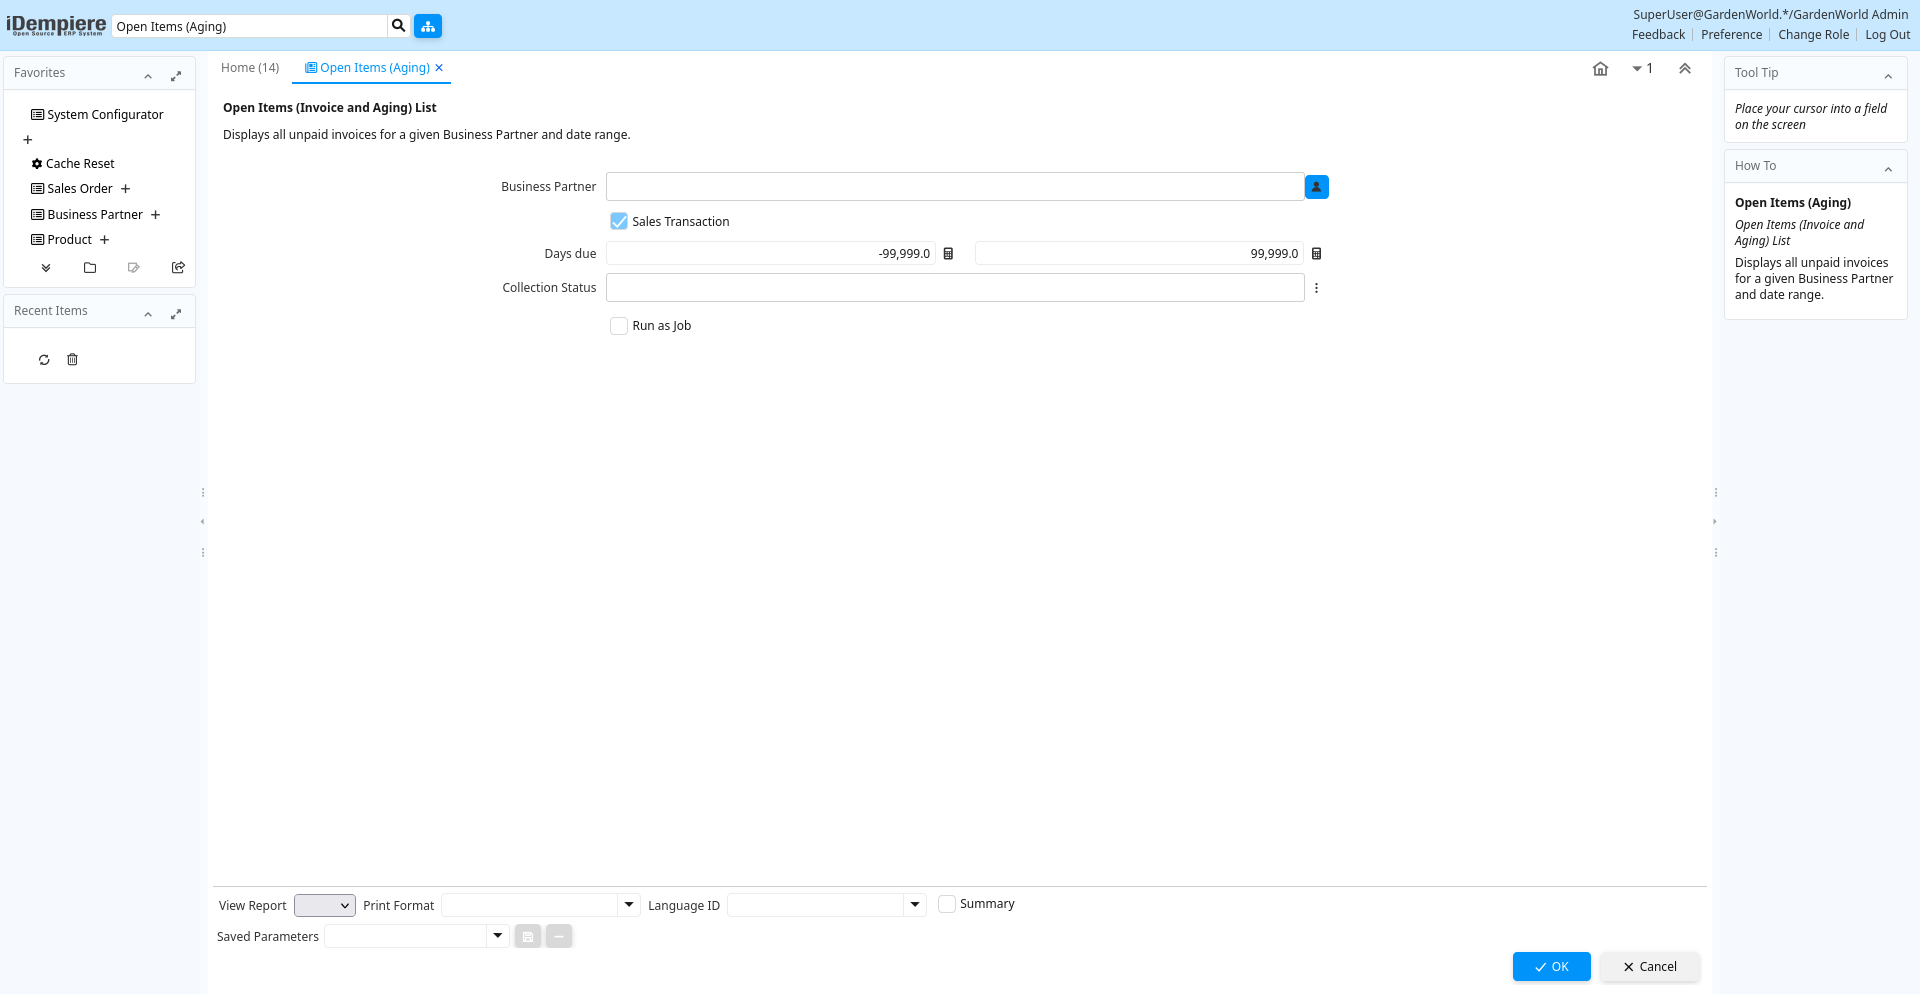 iDempiere
Open Source ERP System
Open Items (Aging)
SuperUser@GardenWorld.*/GardenWorld Admin
Feedback Preference Change Role Log Out
Favorites
System Configurator
Cache Reset
Sales Order
Business Partner
Product
Recent Items
Home (14) Open Items (Aging)
1
Open Items (Invoice and Aging) List
Displays all unpaid invoices for a given Business Partner and date range.
Business Partner
Sales Transaction
Days due -99,999.0 99,999.0
Collection Status
Run as Job
View Report Print Format Language ID Summary
Saved Parameters
OK Cancel
Tool Tip
Place your cursor into a field
on the screen
How To
Open Items (Aging)
Open Items (Invoice and
Aging) List
Displays all unpaid invoices
for a given Business Partner
and date range.